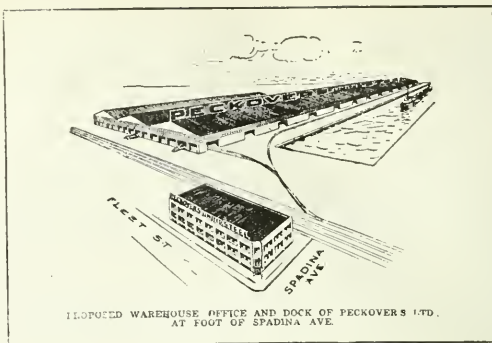 PECKOVERS
FLEET ST
SPADINA AVE.
PROPOSED WAREHOUSE OFFICE AND DOCK OF PECKOVERS LTD.
AT FOOT OF SPADINA AVE.